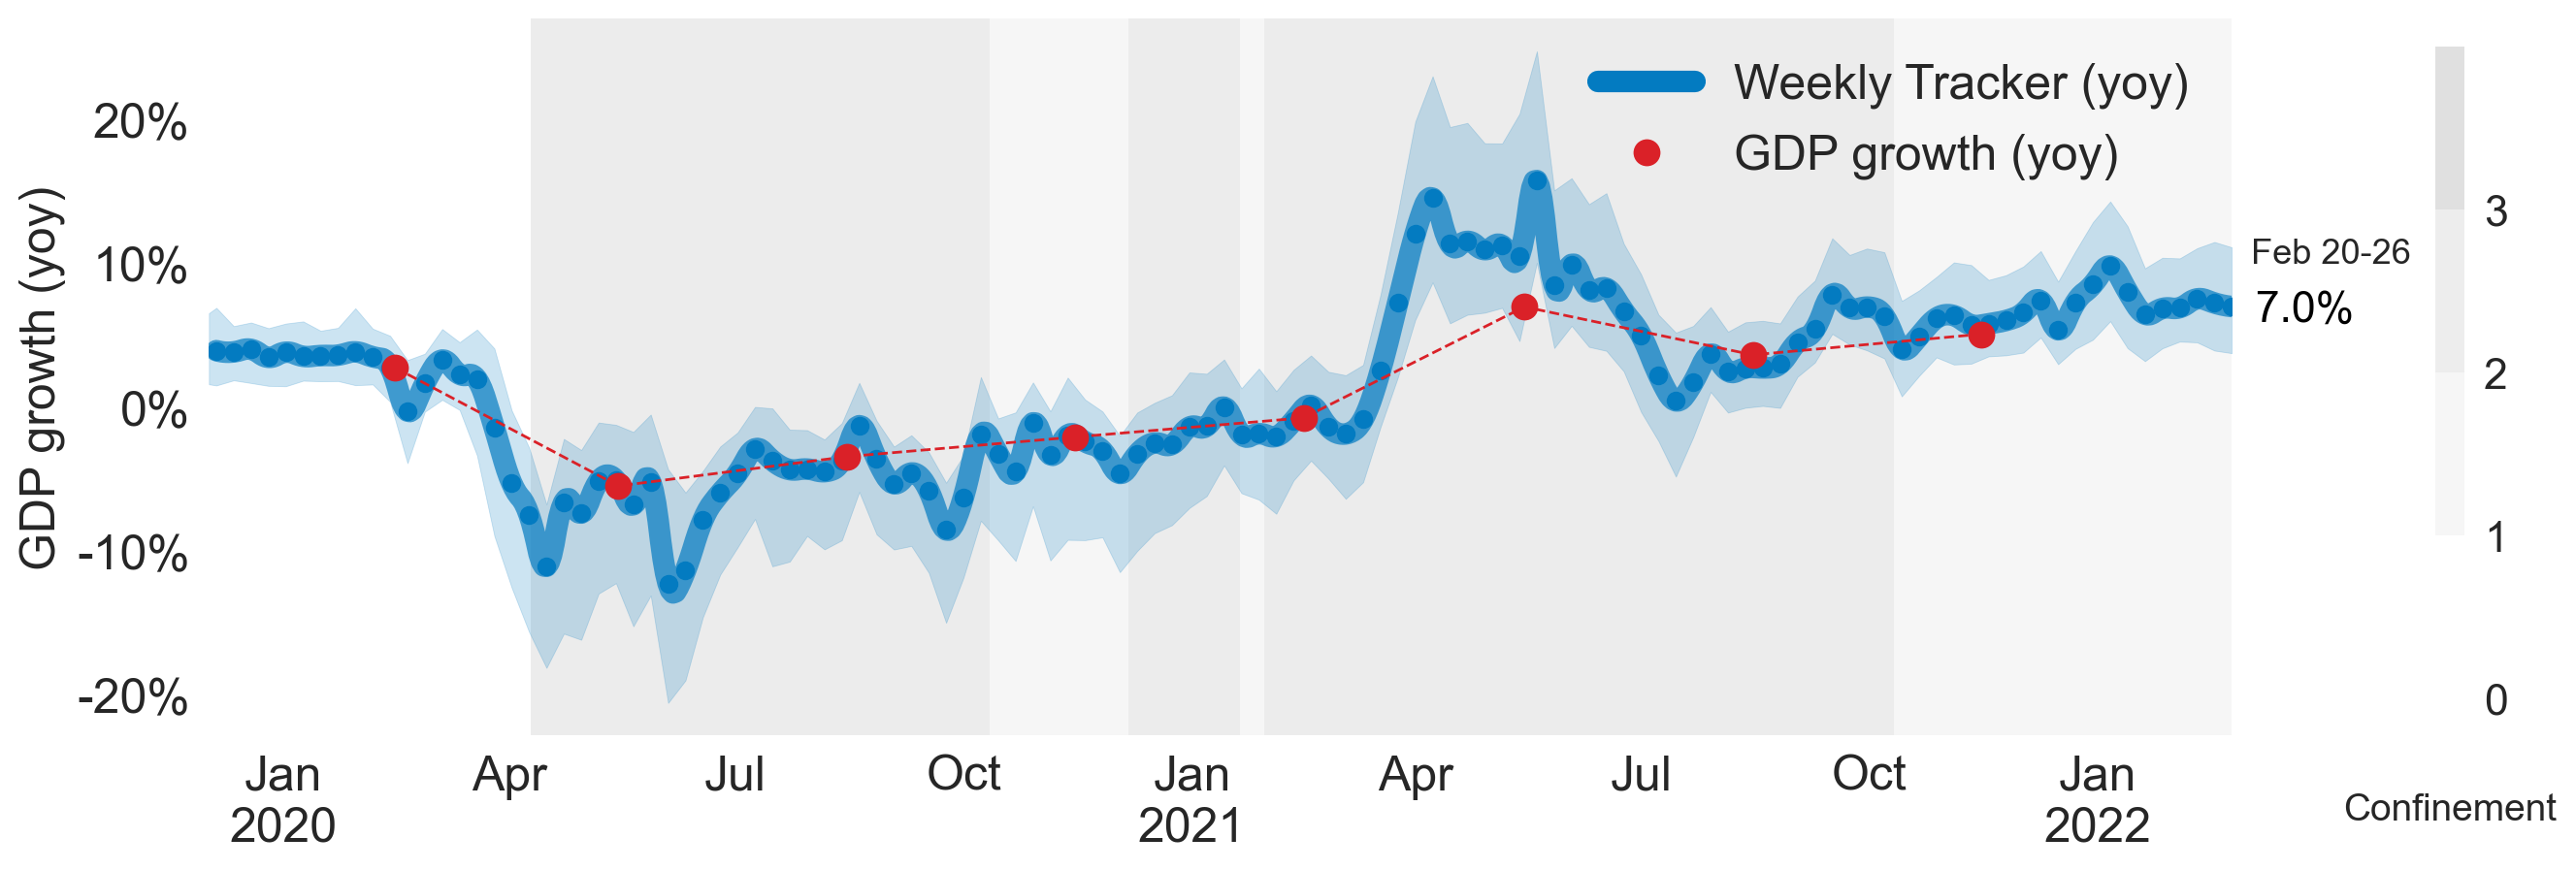 Weekly Tracker (yoy)
GDP growth (yoy)
GDP growth (yoy)
20%
10%
0%
-10%
-20%
Jan
2020
Apr
Jul
Oct
Jan
2021
Apr
Jul
Oct
Jan
2022
Feb 20-26
7.0%
3
2
1
0
Confinement